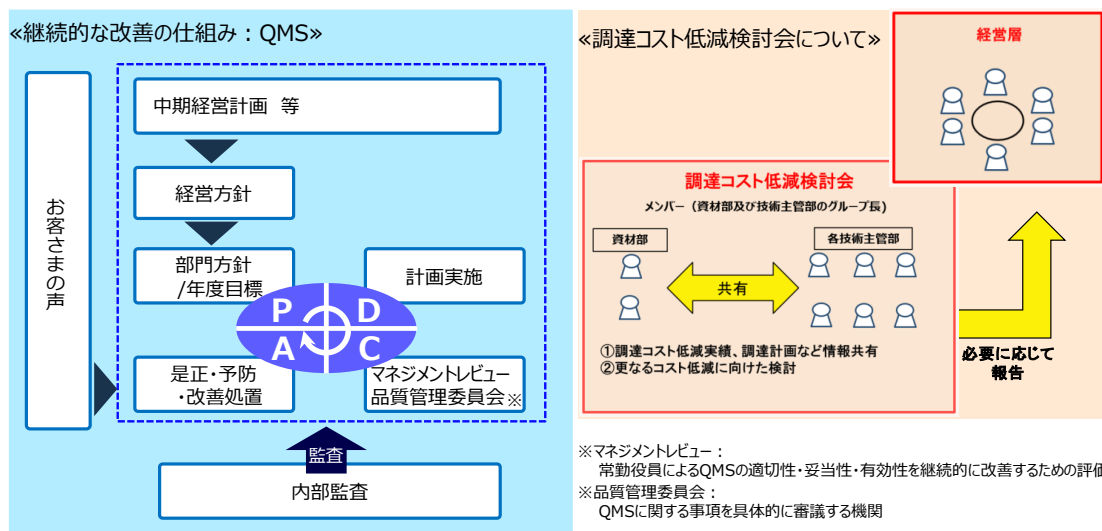 ≪継続的な改善の仕組み：QMS≫
お客さまの声
中期経営計画 等
経営方針
部門方針
/年度目標
計画実施
P D
A C
是正・予防
・改善処置
マネジメントレビュー
品質管理委員会※
監査
内部監査
≪調達コスト低減検討会について≫
経営層
調達コスト低減検討会
メンバー（資材部及び技術主管部のグループ長）
資材部
各技術主管部
共有
①調達コスト低減実績、調達計画など情報共有
②更なるコスト低減に向けた検討
必要に応じて
報告
※マネジメントレビュー：
常勤役員によるQMSの適切性・妥当性・有効性を継続的に改善するための評価
※品質管理委員会：
QMSに関する事項を具体的に審議する機関